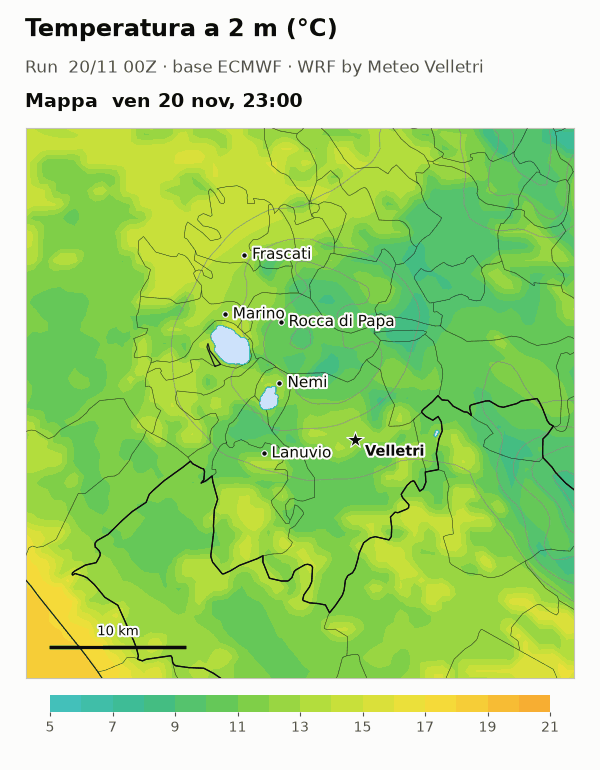 Temperatura a 2 m (°C)
Run  20/11 00Z · base ECMWF · WRF by Meteo Velletri
Mappa  ven 20 nov, 23:00
Frascati
Marino
Rocca di Papa
Nemi
Velletri
Lanuvio
10 km
5 7 9 11 13 15 17 19 21